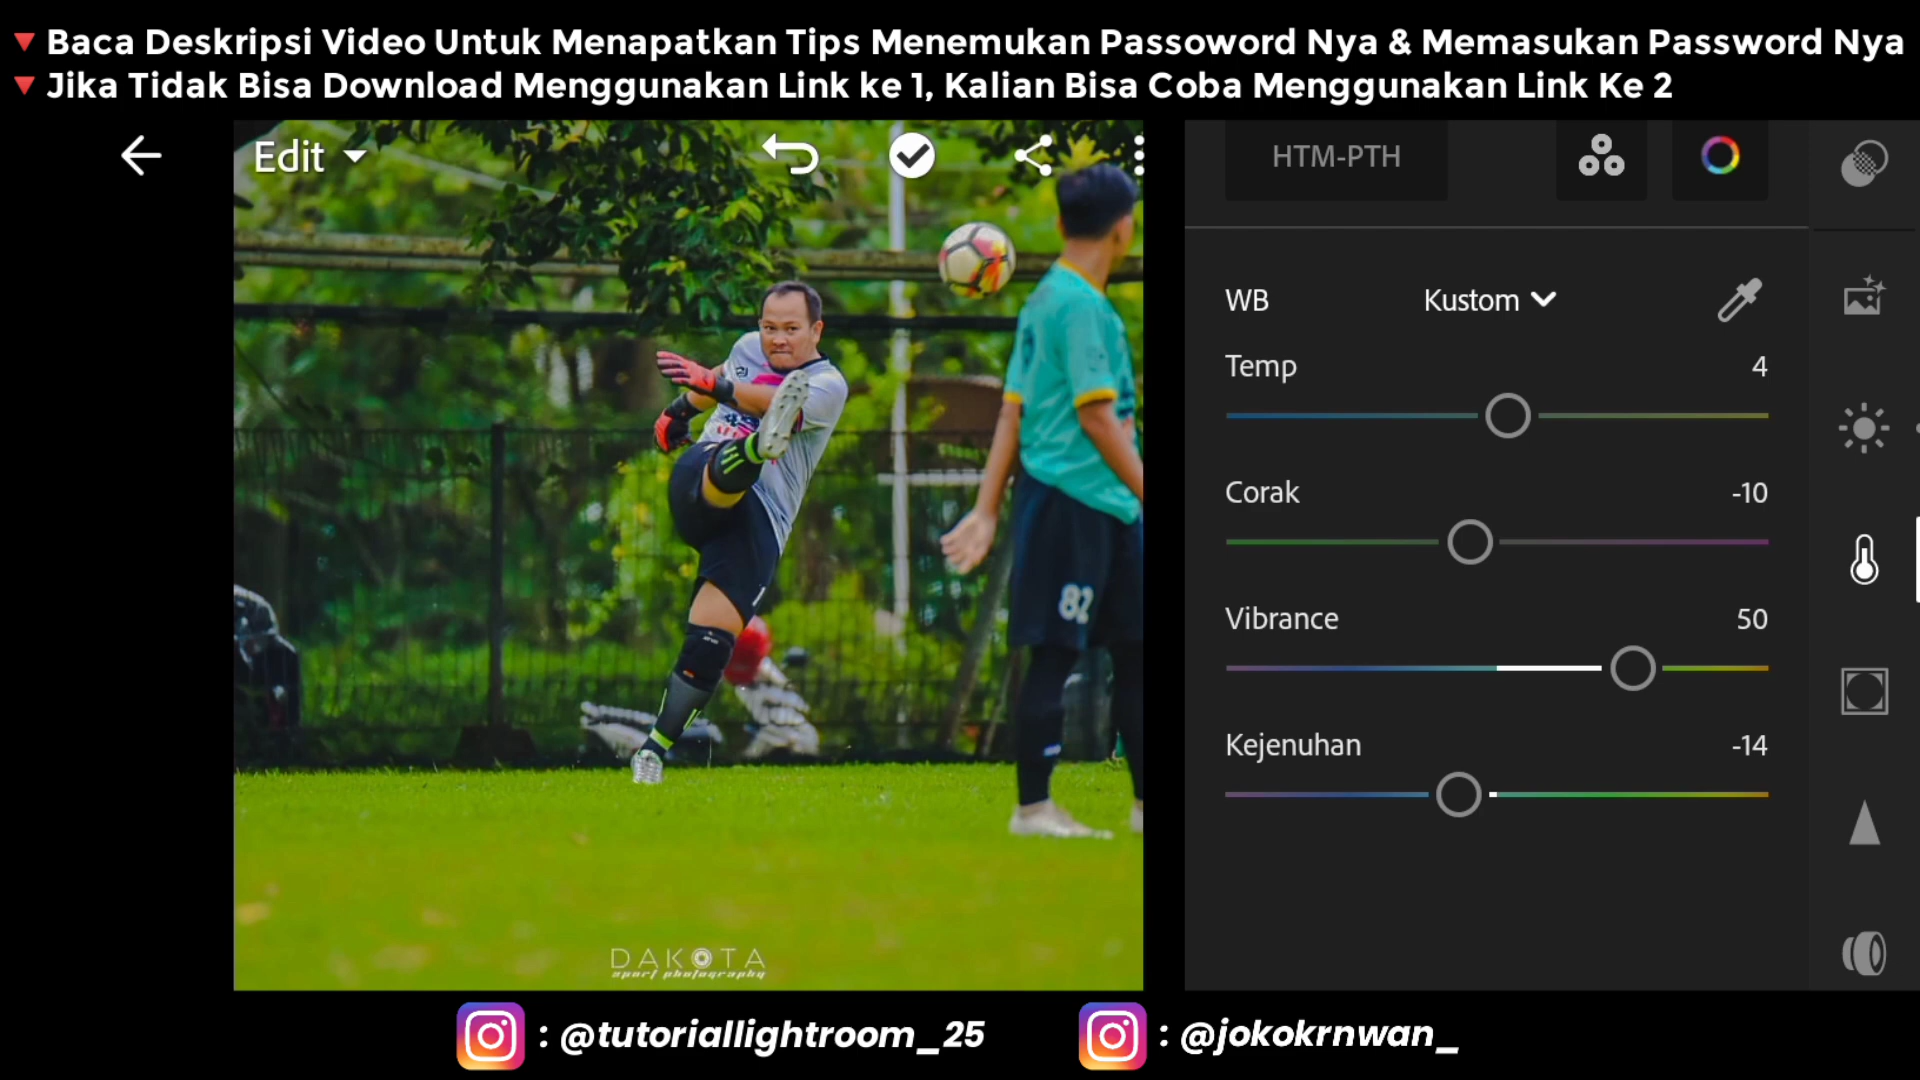 Baca Deskripsi Video Untuk Menapatkan Tips Menemukan Passoword Nya & Memasukan Password Nya
Jika Tidak Bisa Download Menggunakan Link ke 1, Kalian Bisa Coba Menggunakan Link Ke 2
Edit
HTM-PTH
WB Kustom
Temp 4
Corak -10
Vibrance 50
Kejenuhan -14
82
DAKOTA
sport photography
: @tutoriallightroom_25 : @jokokrnwan_